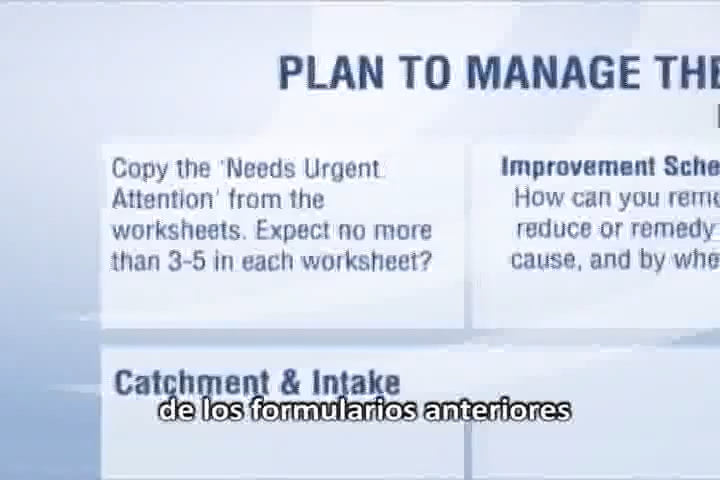 PLAN TO MANAGE THE
Copy the 'Needs Urgent
Attention' from the
worksheets. Expect no more
than 3-5 in each worksheet?
Improvement Sche
How can you remo
reduce or remedy
cause, and by whe
Catchment & Intake
de los formularios anteriores